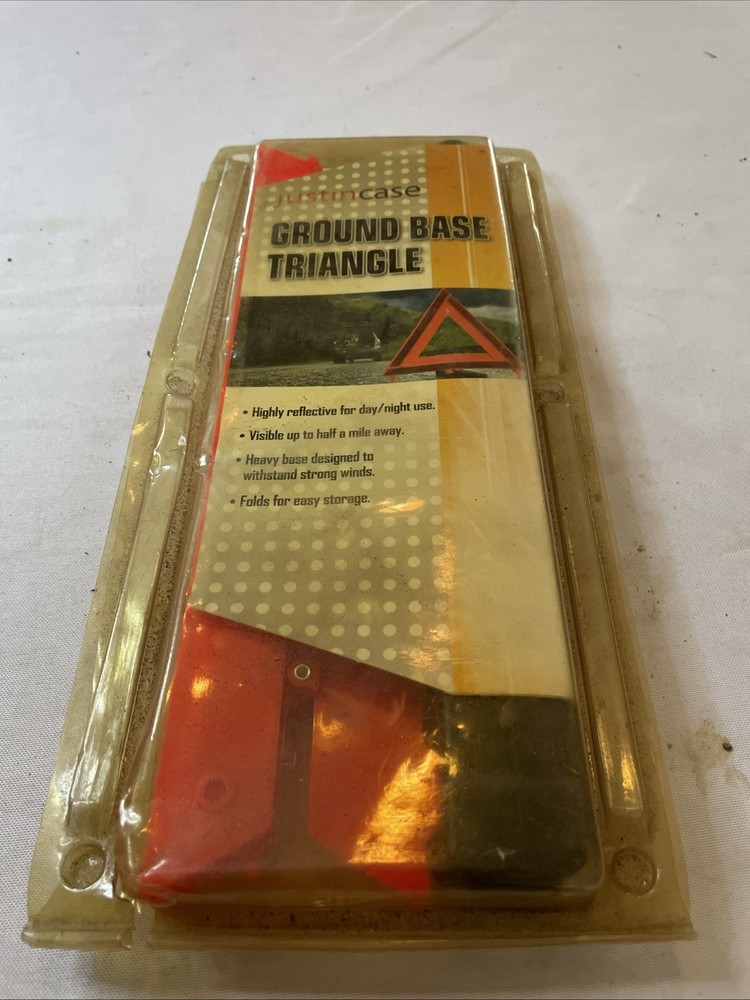 justincase
GROUND BASE
TRIANGLE
• Highly reflective for day/night use.
• Visible up to half a mile away.
• Heavy base designed to
withstand strong winds.
• Folds for easy storage.